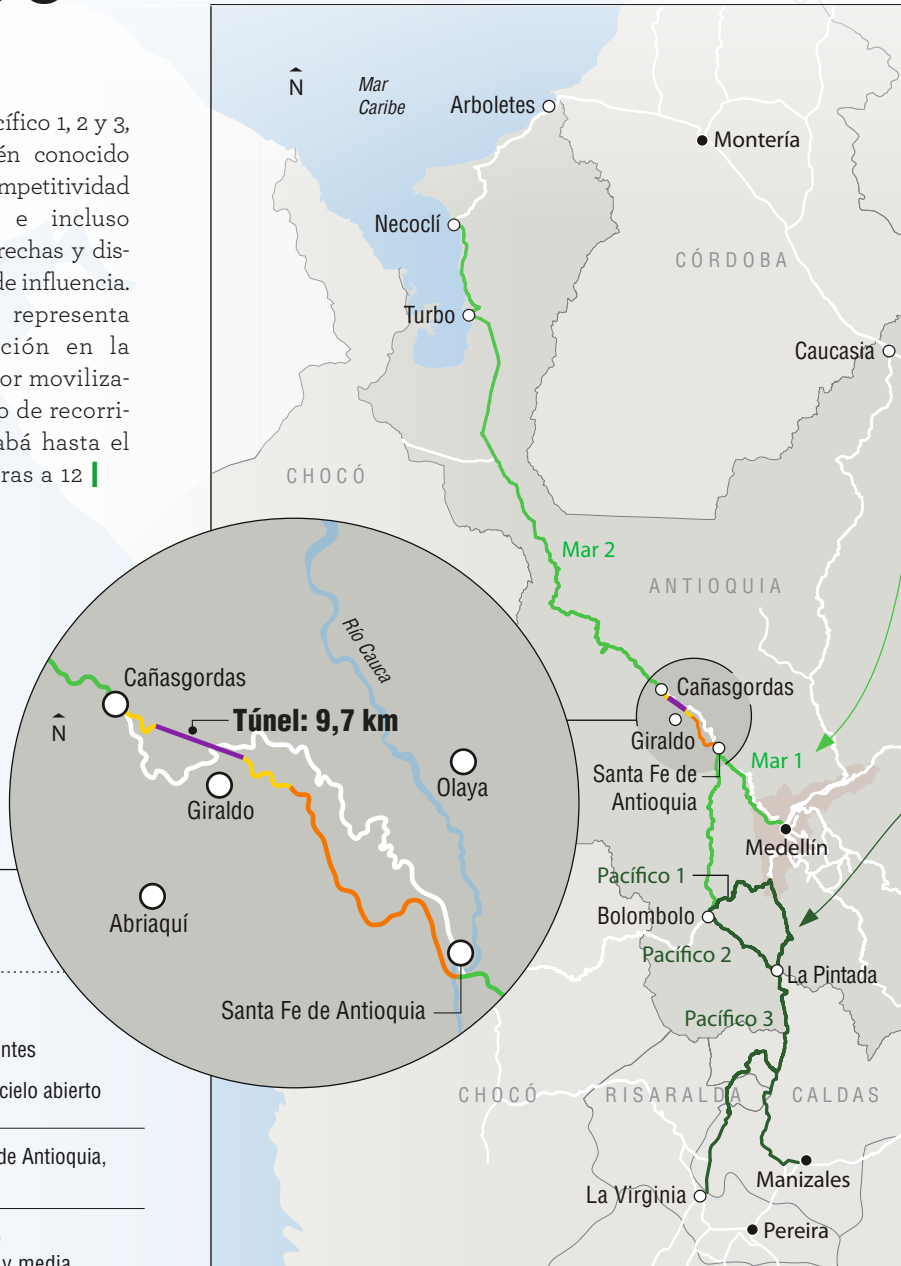 cífico 1, 2 y 3,
én conocido
mpetitividad
e incluso
rechas y dis-
de influencia.
representa
ción en la
or moviliza-
o de recorri-
abá hasta el
ras a 12
N
Mar
Caribe
Arboletes
Montería
Necoclí
CÓRDOBA
Turbo
Caucasia
CHOCÓ
Mar 2
ANTIOQUIA
Río Cauca
Cañasgordas
Cañasgordas
N
Túnel: 9,7 km
Giraldo
Mar 1
Olaya
Santa Fe de
Antioquia
Giraldo
Medellín
Pacífico 1
Abriaquí
Bolombolo
Pacífico 2
La Pintada
Santa Fe de Antioquia
Pacífico 3
ntes
cielo abierto
CHOCÓ
RISARALDA
CALDAS
de Antioquia,
Manizales
La Virginia
Pereira
y media